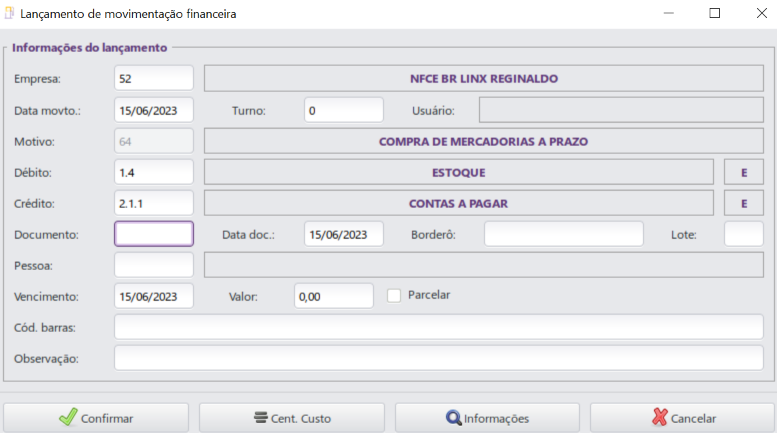 Lançamento de movimentação financeira
Informações do lançamento
Empresa: 52 NFCE BR LINX REGINALDO
Data movto.: 15/06/2023 Turno: 0 Usuário:
Motivo: 64 COMPRA DE MERCADORIAS A PRAZO
Débito: 1.4 ESTOQUE E
Crédito: 2.1.1 CONTAS A PAGAR E
Documento: Data doc.: 15/06/2023 Borderô: Lote:
Pessoa:
Vencimento: 15/06/2023 Valor: 0,00 Parcelar
Cód. barras:
Observação:
Confirmar Cent. Custo Informações Cancelar